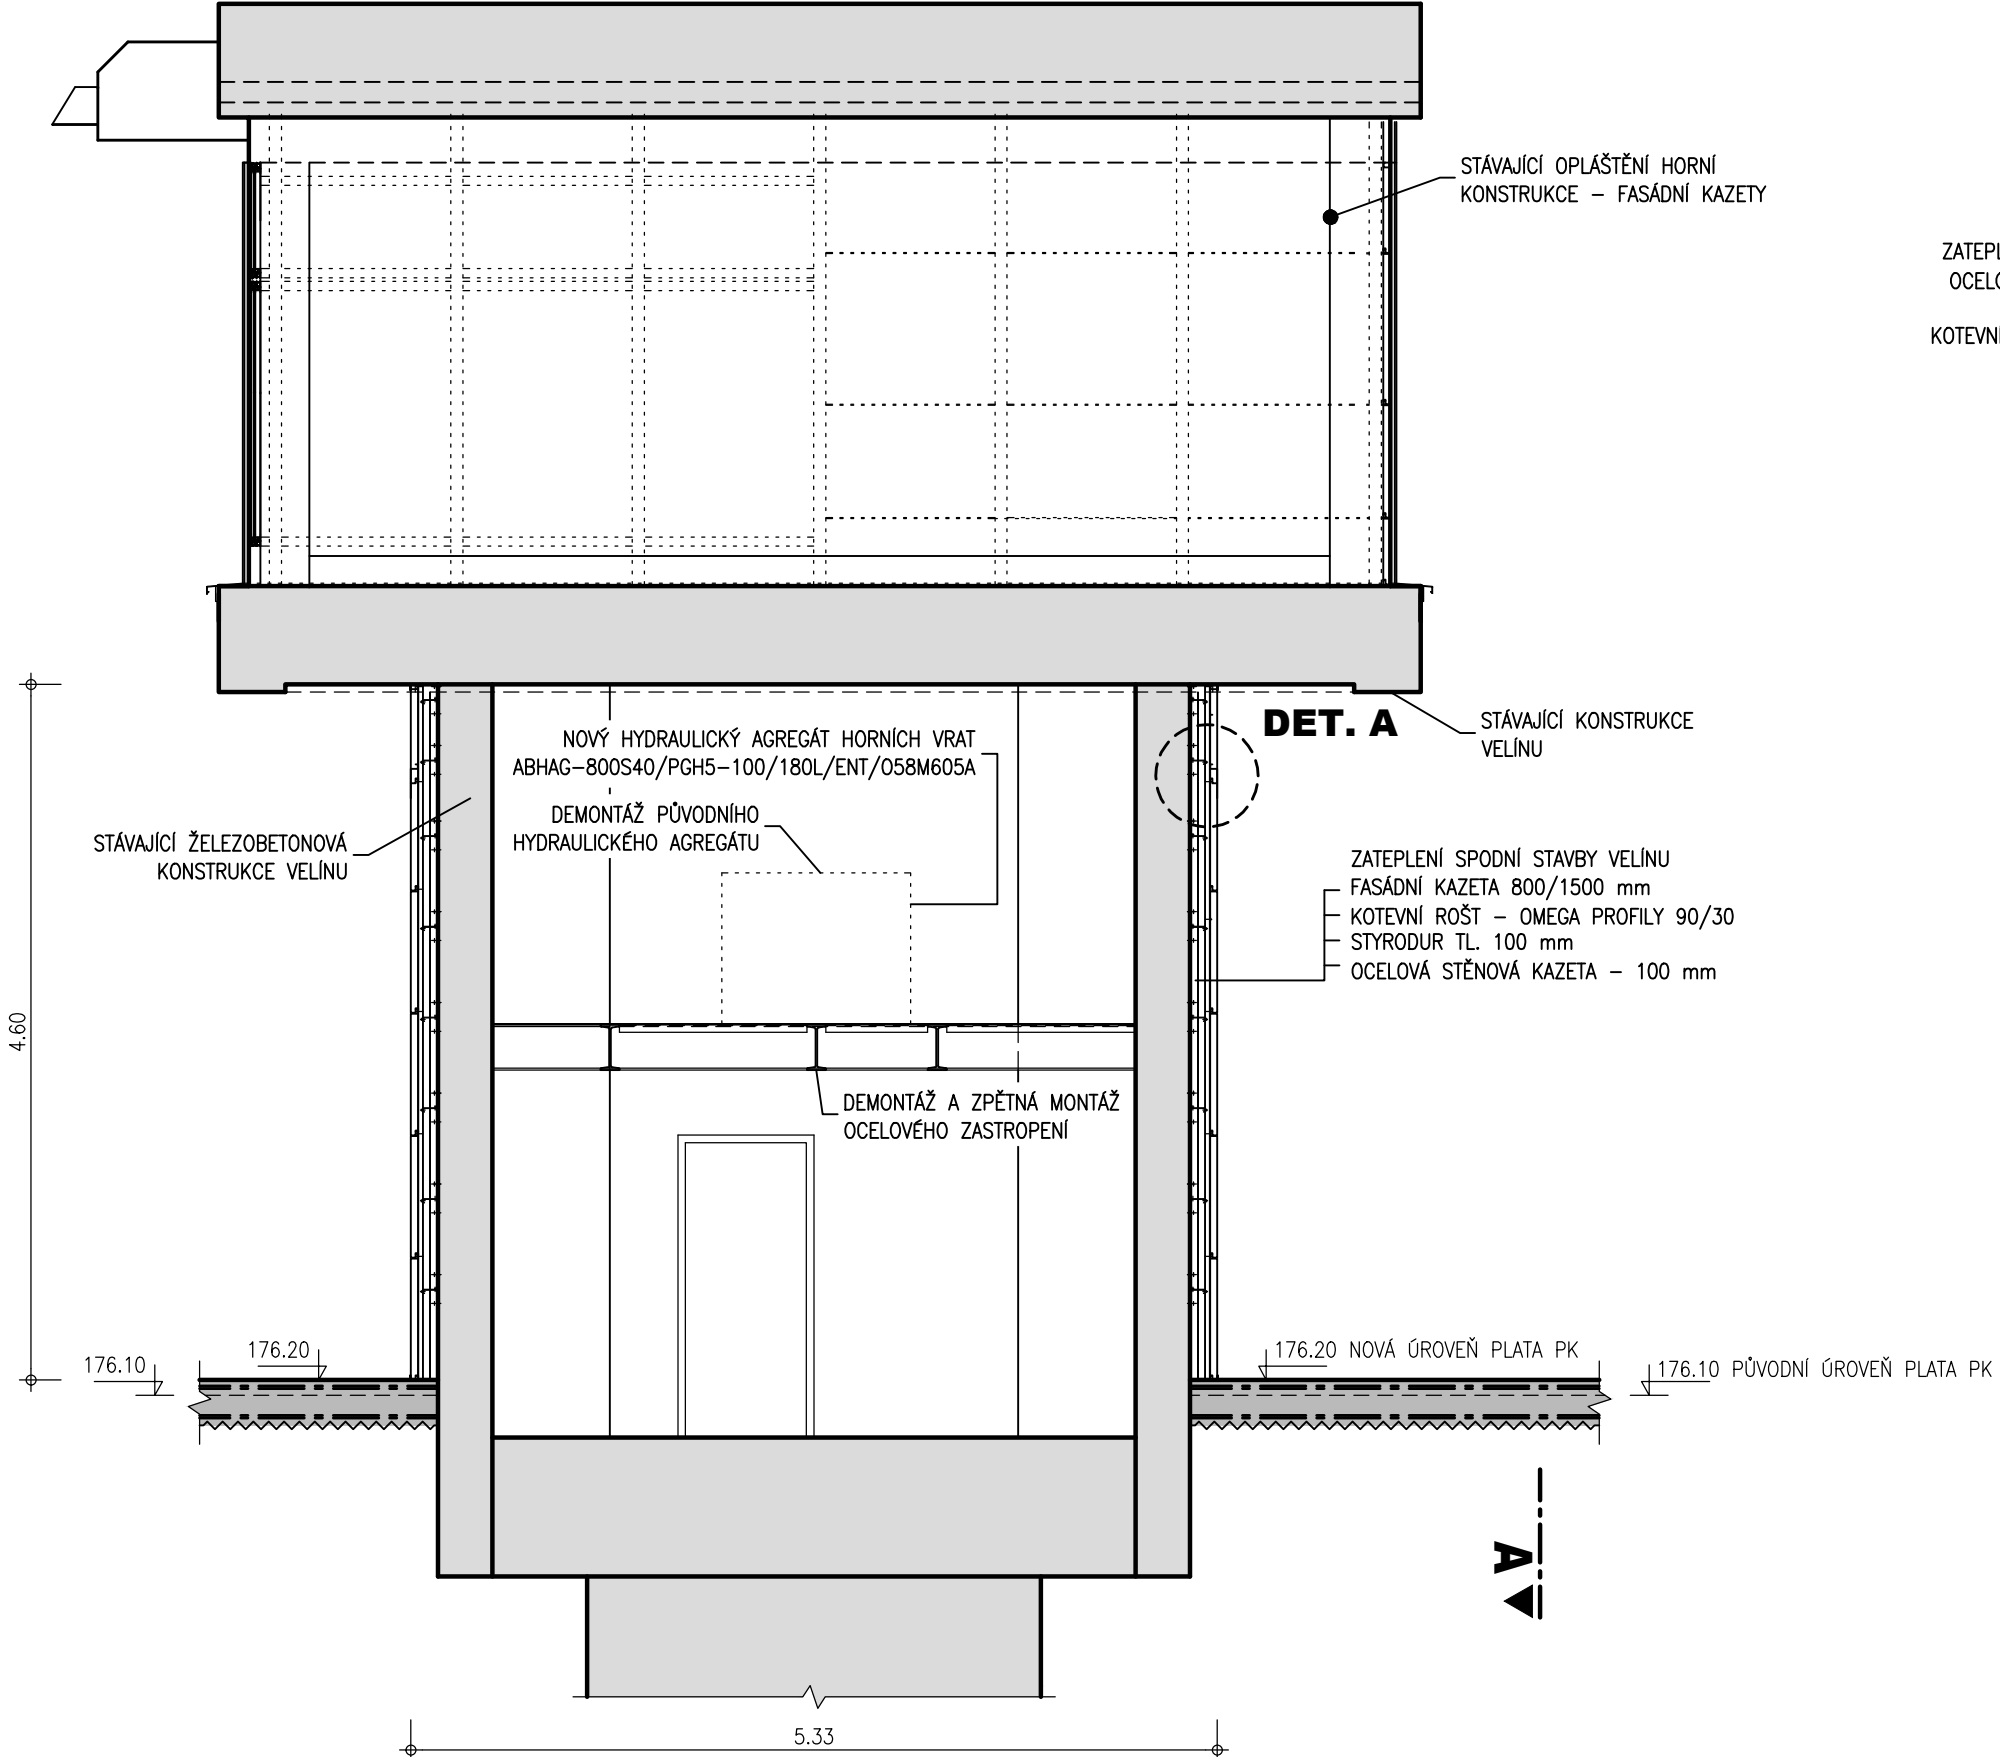 STÁVAJÍCÍ OPLÁŠTĚNÍ HORNÍ
KONSTRUKCE – FASÁDNÍ KAZETY
KOTEVNÍ
DET. A
STÁVAJÍCÍ KONSTRUKCE
VELÍNU
NOVÝ HYDRAULICKÝ AGREGÁT HORNÍCH VRAT
ABHAG–800S40/PGH5–100/180L/ENT/O58M605A
DEMONTÁŽ PŮVODNÍHO
HYDRAULICKÉHO AGREGÁTU
STÁVAJÍCÍ ŽELEZOBETONOVÁ
KONSTRUKCE VELÍNU
ZATEPLENÍ SPODNÍ STAVBY VELÍNU
FASÁDNÍ KAZETA 800/1500 mm
KOTEVNÍ ROŠT – OMEGA PROFILY 90/30
STYRODUR TL. 100 mm
OCELOVÁ STĚNOVÁ KAZETA – 100 mm
4.60
DEMONTÁŽ A ZPĚTNÁ MONTÁŽ
OCELOVÉHO ZASTROPENÍ
176.10
176.20
176.20 NOVÁ ÚROVEŇ PLATA PK
176.10 PŮVODNÍ ÚROVEŇ PLATA PK
A
5.33